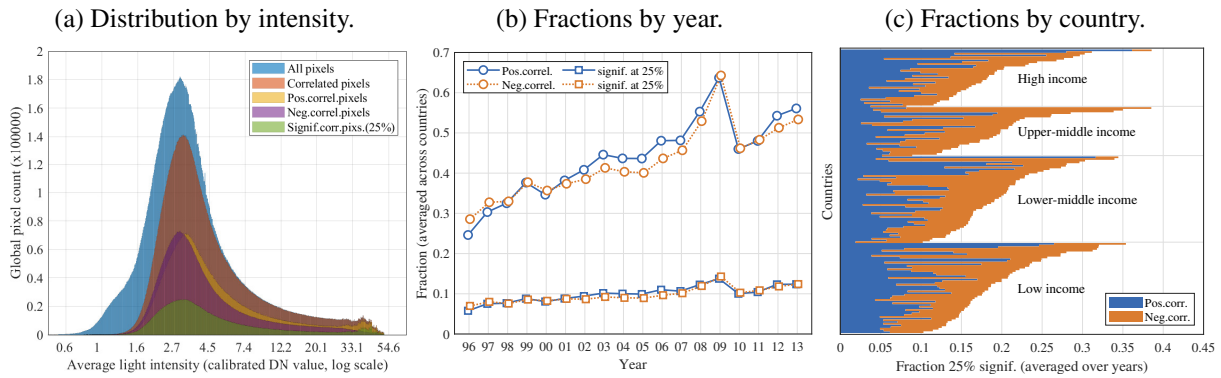 (a) Distribution by intensity.
Global pixel count (x100000)
2
1.8
1.6
1.4
1.2
1
0.8
0.6
0.4
0.2
0
All pixels
Correlated pixels
Pos.correl.pixels
Neg.correl.pixels
Signif.corr.pixs.(25%)
0.6 1 1.6 2.7 4.5 7.4 12.2 20.1 33.1 54.6
Average light intensity (calibrated DN value, log scale)
(b) Fractions by year.
Fraction (averaged across countries)
0.7
0.6
0.5
0.4
0.3
0.2
0.1
0
Pos.correl. signif. at 25%
Neg.correl. signif. at 25%
96 97 98 99 00 01 02 03 04 05 06 07 08 09 10 11 12 13
Year
(c) Fractions by country.
Countries
High income
Upper-middle income
Lower-middle income
Low income
Pos.corr.
Neg.corr.
0 0.05 0.1 0.15 0.2 0.25 0.3 0.35 0.4 0.45
Fraction 25% signif. (averaged over years)